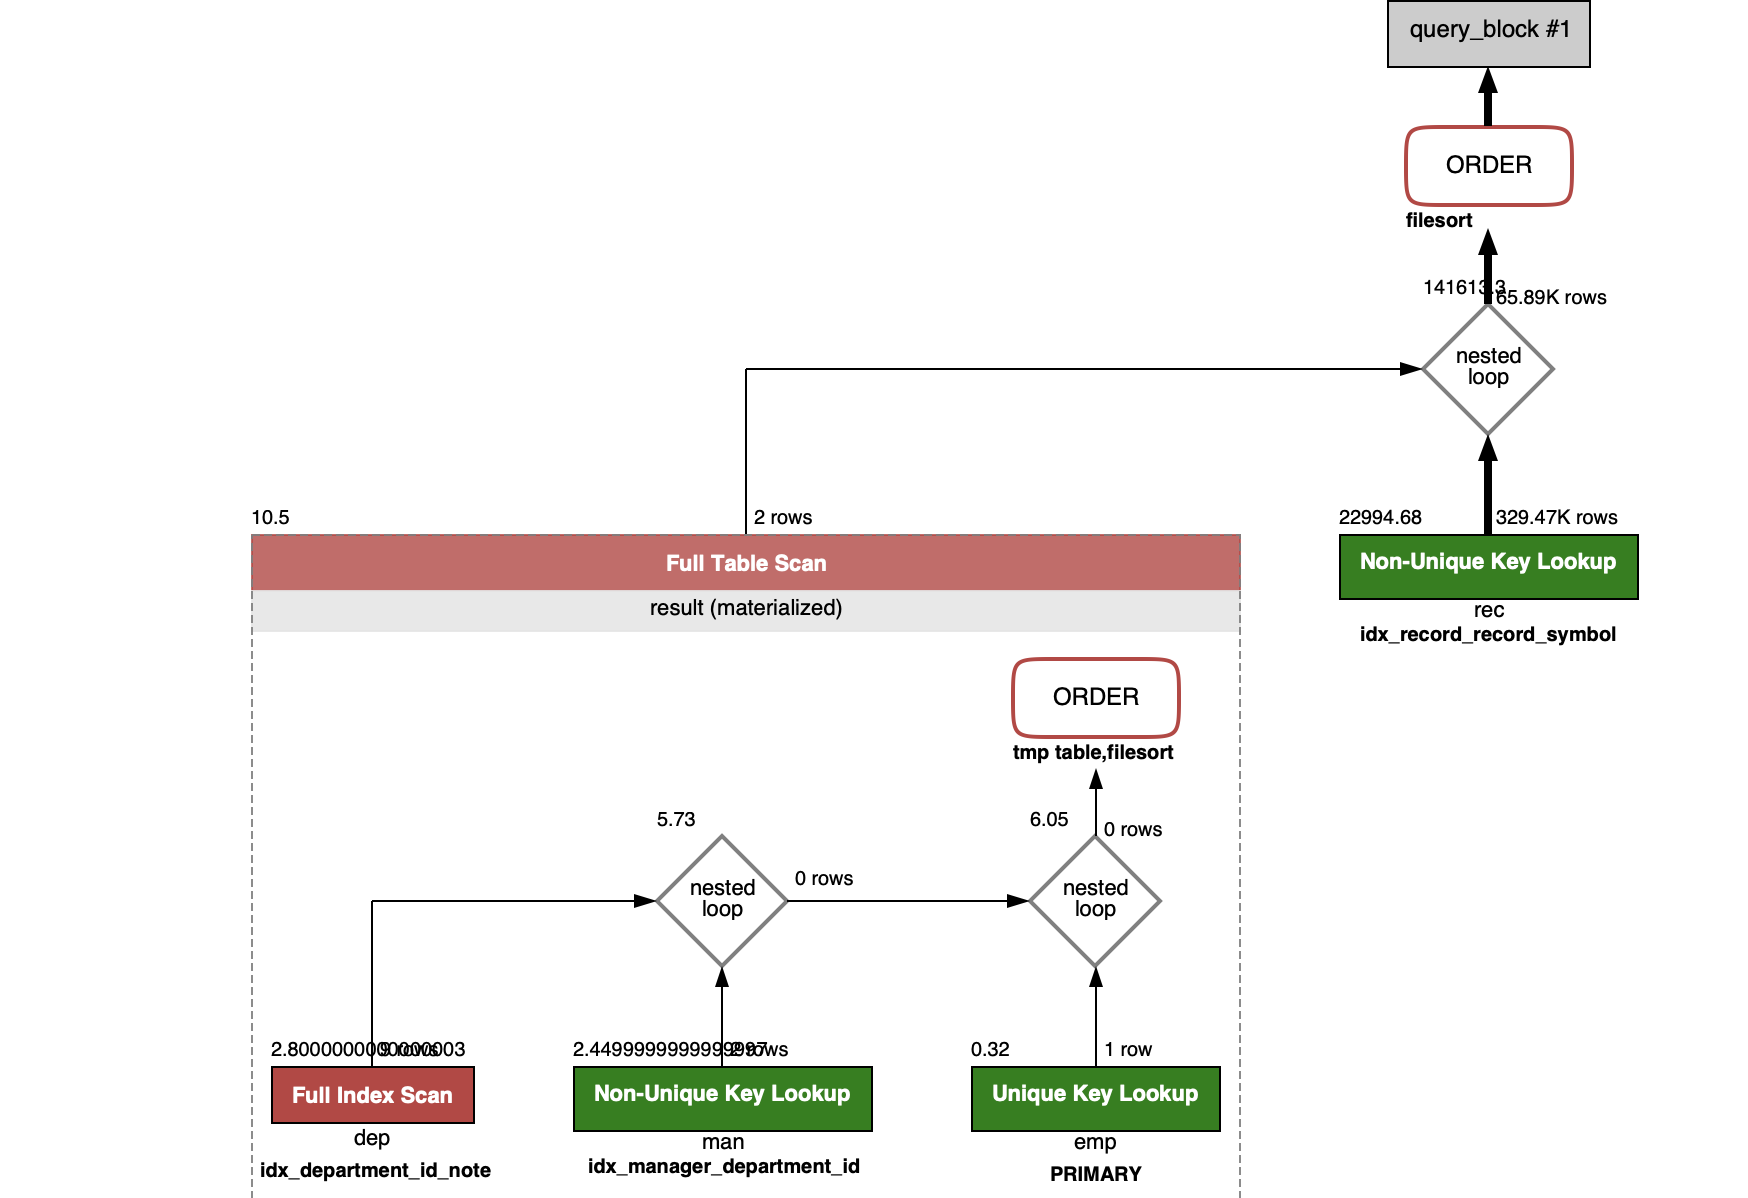 query_block #1
ORDER
filesort
141613.3
65.89K rows
nested
loop
10.5
2 rows
22994.68
329.47K rows
Full Table Scan
Non-Unique Key Lookup
result (materialized)
rec
idx_record_record_symbol
ORDER
tmp table,filesort
5.73
6.05
0 rows
nested
loop
0 rows
nested
loop
2.8000000000000003
9 rows
2.4499999999999997
2 rows
0.32
1 row
Full Index Scan
Non-Unique Key Lookup
Unique Key Lookup
dep
man
emp
idx_department_id_note
idx_manager_department_id
PRIMARY